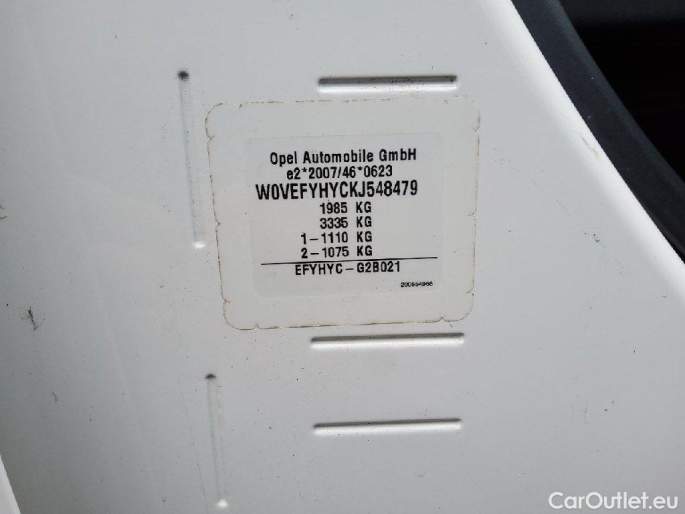 Opel Automobile GmbH
e2*2007/46*0623
W0VEFYHYCKJ548479
1985 KG
3335 KG
1-1110 KG
2-1075 KG
EFYHYC-G2B021
CarOutlet.eu